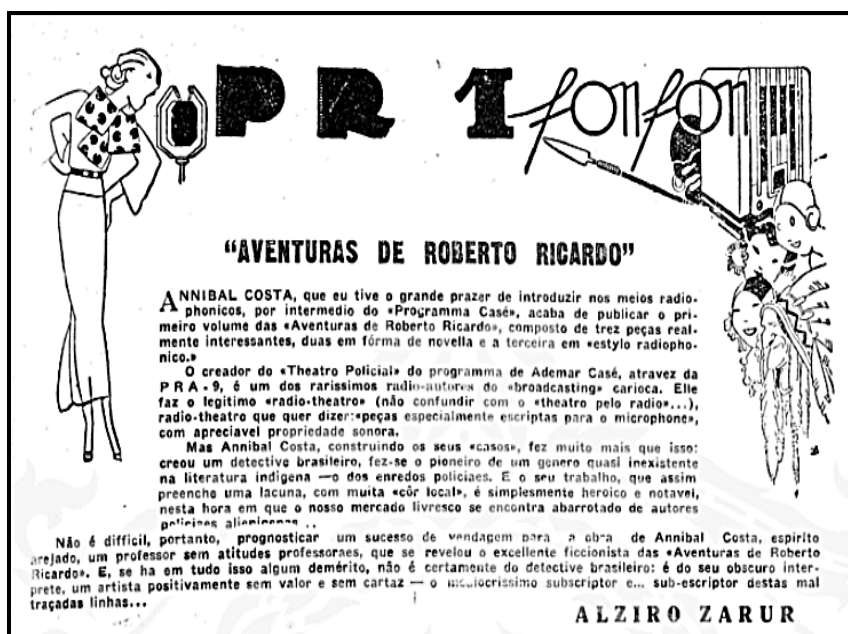 PR 1 fon fon
"AVENTURAS DE ROBERTO RICARDO"
ANNIBAL COSTA, que eu tive o grande prazer de introduzir nos meios radio-
phonicos, por intermedio do «Programma Casé», acaba de publicar o pri-
meiro volume das «Aventuras de Roberto Ricardo», composto de trez peças real-
mente interessantes, duas em fórma de novella e a terceira em «estylo radiopho-
nico.»
O creador do «Theatro Policial» do programma de Ademar Casé, atravez da
PRA-9, é um dos rarissimos radio-autores do «broadcasting» carioca. Elle
faz o legitimo «radio-theatro» (não confundir com o «theatro pelo radio»...),
radio-theatro que quer dizer:«peças especialmente escriptas para o microphone»,
com apreciavel propriedade sonora.
Mas Annibal Costa, construindo os seus «casos», fez muito mais que isso:
creou um detective brasileiro, fez-se o pioneiro de um genero quasi inexistente
na literatura indigena — o dos enredos policiaes. E o seu trabalho, que assim
preenche uma lacuna, com muita «côr local», é simplesmente heroico e notavel,
nesta hora em que o nosso mercado livresco se encontra abarrotado de autores
policiaes alienigenas ..
Não é difficil, portanto, prognosticar um sucesso de vendagem para a obra de Annibal Costa, espirito
arejado, um professor sem atitudes professoraes, que se revelou o excellente ficcionista das «Aventuras de Roberto
Ricardo». E, se ha em tudo isso algum demérito, não é certamente do detective brasileiro: é do seu obscuro inter-
prete, um artista positivamente sem valor e sem cartaz — o mediocrissimo subscriptor e... sub-escriptor destas mal
traçadas linhas...
ALZIRO ZARUR